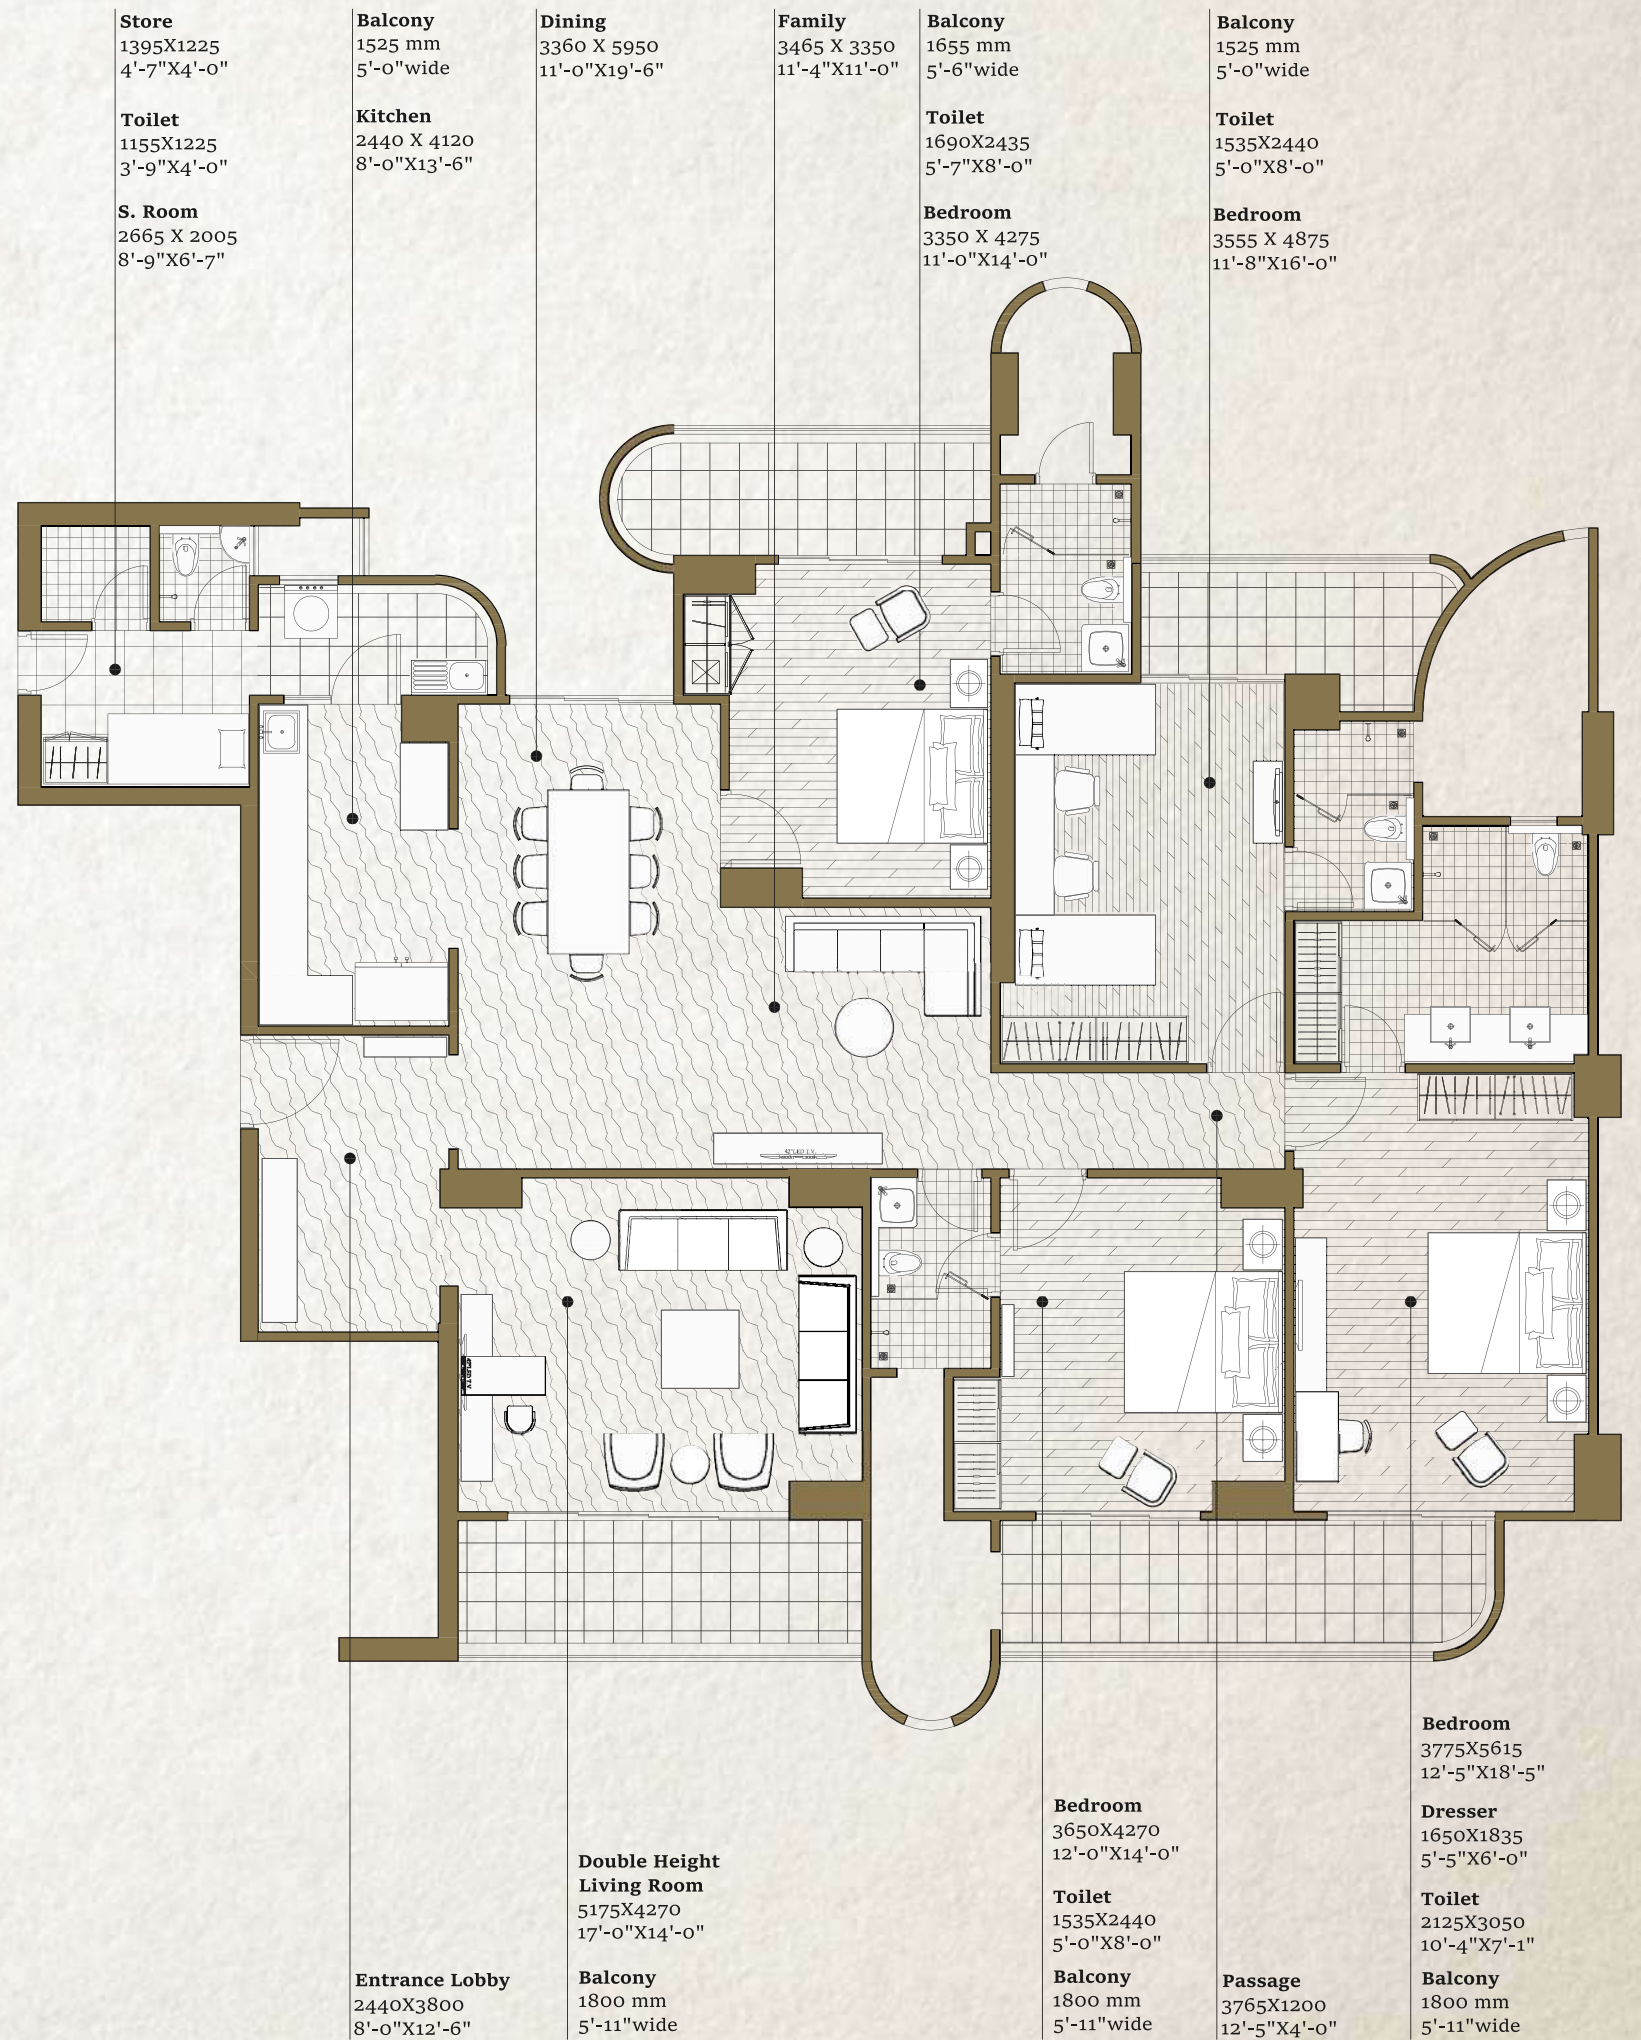 Store
1395X1225
4'-7"X4'-0"
Toilet
1155X1225
3'-9"X4'-0"
S. Room
2665 X 2005
8'-9"X6'-7"
Balcony
1525 mm
5'-0"wide
Kitchen
2440 X 4120
8'-0"X13'-6"
Dining
3360 X 5950
11'-0"X19'-6"
Family
3465 X 3350
11'-4"X11'-0"
Balcony
1655 mm
5'-6"wide
Toilet
1690X2435
5'-7"X8'-0"
Bedroom
3350 X 4275
11'-0"X14'-0"
Balcony
1525 mm
5'-0"wide
Toilet
1535X2440
5'-0"X8'-0"
Bedroom
3555 X 4875
11'-8"X16'-0"
42"LED T.V.
42"LED T.V.
Entrance Lobby
2440X3800
8'-0"X12'-6"
Double Height
Living Room
5175X4270
17'-0"X14'-0"
Balcony
1800 mm
5'-11"wide
Bedroom
3650X4270
12'-0"X14'-0"
Toilet
1535X2440
5'-0"X8'-0"
Balcony
1800 mm
5'-11"wide
Passage
3765X1200
12'-5"X4'-0"
Bedroom
3775X5615
12'-5"X18'-5"
Dresser
1650X1835
5'-5"X6'-0"
Toilet
2125X3050
10'-4"X7'-1"
Balcony
1800 mm
5'-11"wide